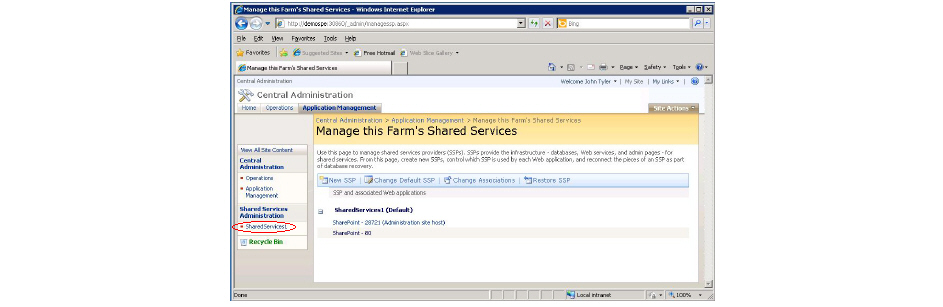 Manage this Farm's Shared Services - Windows Internet Explorer
http://demospe:30860/_admin/managessp.aspx
Bing
File Edit View Favorites Tools Help
Favorites Suggested Sites Free Hotmail Web Slice Gallery
Manage this Farm's Shared Services
Page Safety Tools
Central Administration
Welcome John Tyler | My Site | My Links |
Central Administration
Home Operations Application Management
Site Actions
Central Administration > Application Management > Manage this Farm's Shared Services
Manage this Farm's Shared Services
View All Site Content
Central
Administration
Operations
Application
Management
Shared Services
Administration
SharedServices1
Recycle Bin
Use this page to manage shared services providers (SSPs). SSPs provide the infrastructure - databases, Web services, and admin pages - for
shared services. From this page, create new SSPs, control which SSP is used by each Web application, and reconnect the pieces of an SSP as part
of database recovery.
New SSP | Change Default SSP | Change Associations | Restore SSP
SSP and associated Web applications
SharedServices1 (Default)
SharePoint - 28721 (Administration site host)
SharePoint - 80
Done
Local intranet
100%